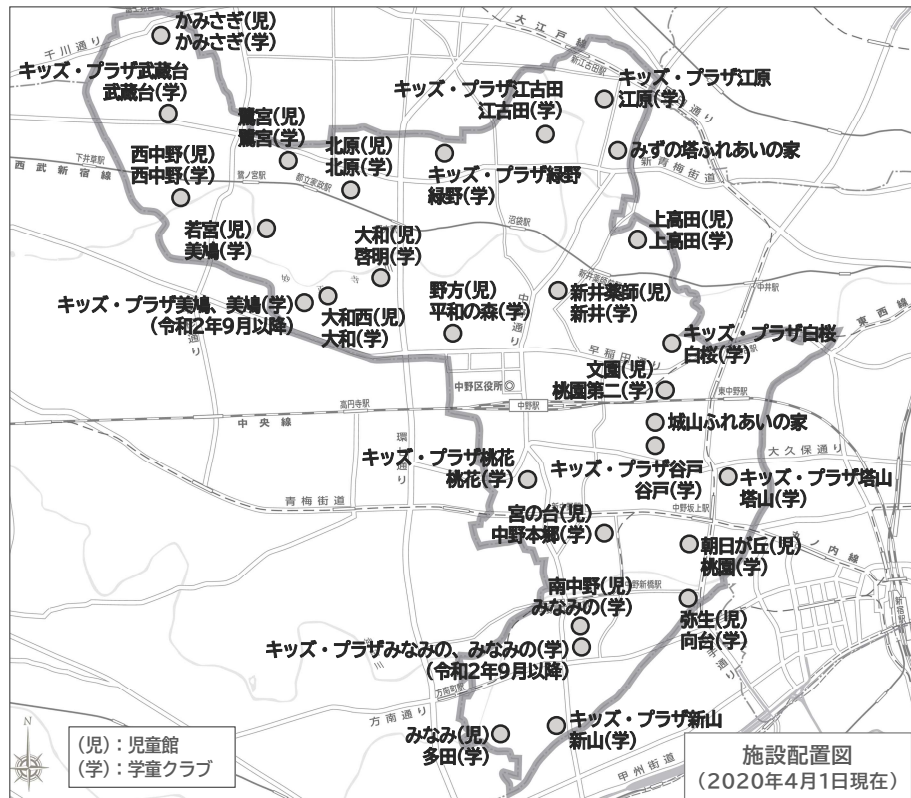 千川通り
かみさぎ(児)
かみさぎ(学)
大江戸線
新江古田駅
キッズ・プラザ武蔵台
武蔵台(学)
キッズ・プラザ江古田
江古田(学)
キッズ・プラザ江原
江原(学)
鷺宮(児)
鷺宮(学)
北原(児)
北原(学)
みずの塔ふれあいの家
下井草駅
西武新宿線
西中野(児)
西中野(学)
鷺ノ宮駅
都立家政駅
キッズ・プラザ緑野
緑野(学)
新青梅街道
沼袋駅
若宮(児)
美鳩(学)
大和(児)
啓明(学)
上高田(児)
上高田(学)
キッズ・プラザ美鳩、美鳩(学)
(令和2年9月以降)
大和西(児)
大和(学)
野方(児)
平和の森(学)
新井薬師(児)
新井(学)
中井駅
東西線
早稲田通り
キッズ・プラザ白桜
白桜(学)
文園(児)
桃園第二(学)
中野区役所
高円寺駅
中野駅
東中野駅
中央線
城山ふれあいの家
大久保通り
キッズ・プラザ桃花
桃花(学)
キッズ・プラザ谷戸
谷戸(学)
キッズ・プラザ塔山
塔山(学)
青梅街道
中野坂上駅
宮の台(児)
中野本郷(学)
朝日が丘(児)
桃園(学)
南中野(児)
みなみの(学)
新宿駅
弥生(児)
向台(学)
キッズ・プラザみなみの、みなみの(学)
(令和2年9月以降)
方南町駅
方南通り
みなみ(児)
多田(学)
キッズ・プラザ新山
新山(学)
甲州街道
N
(児):児童館
(学):学童クラブ
施設配置図
(2020年4月1日現在)